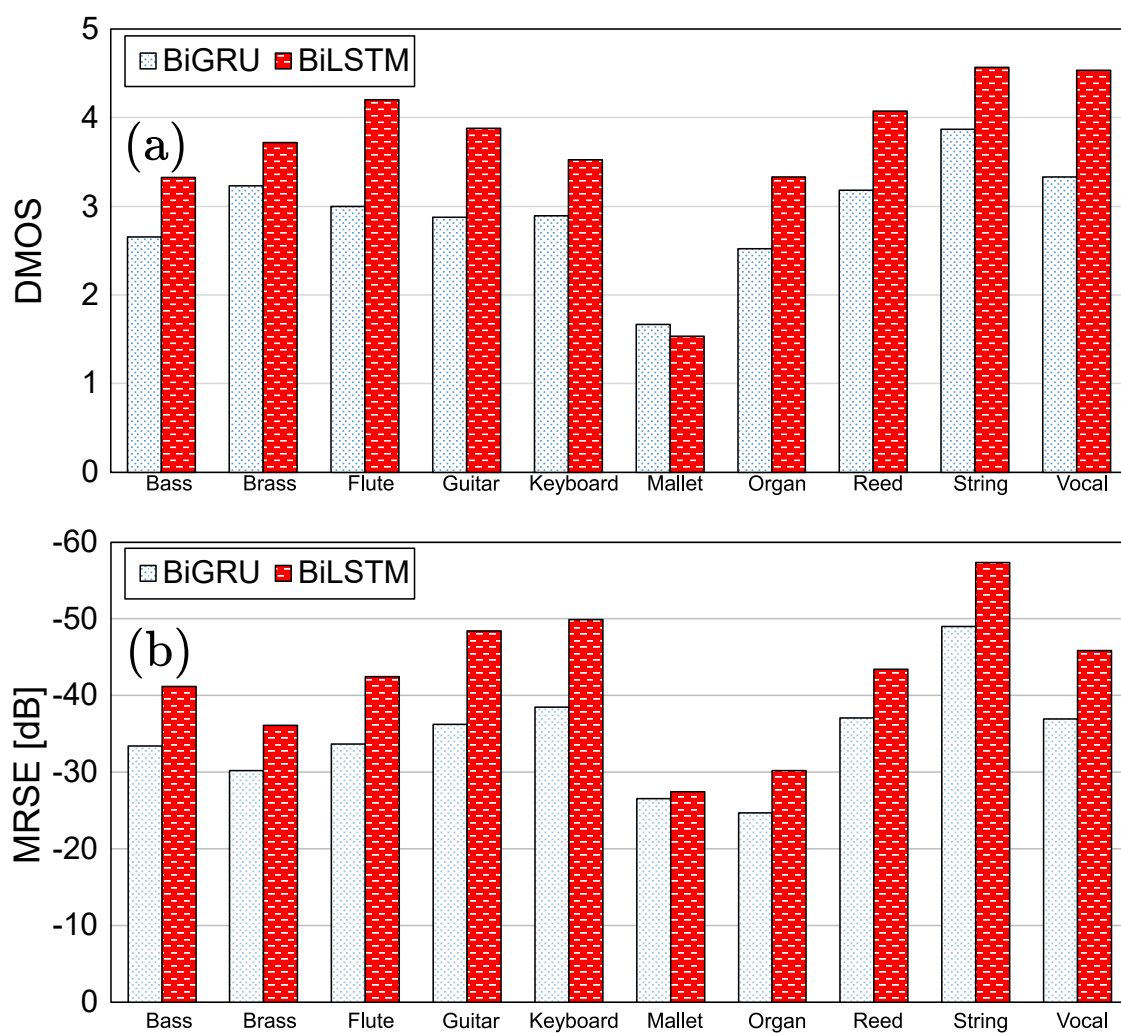 5
BiGRU BiLSTM
4
(a)
3
DMOS
2
1
0
Bass Brass Flute Guitar Keyboard Mallet Organ Reed String Vocal
-60
BiGRU BiLSTM
-50
(b)
-40
MRSE [dB]
-30
-20
-10
0
Bass Brass Flute Guitar Keyboard Mallet Organ Reed String Vocal